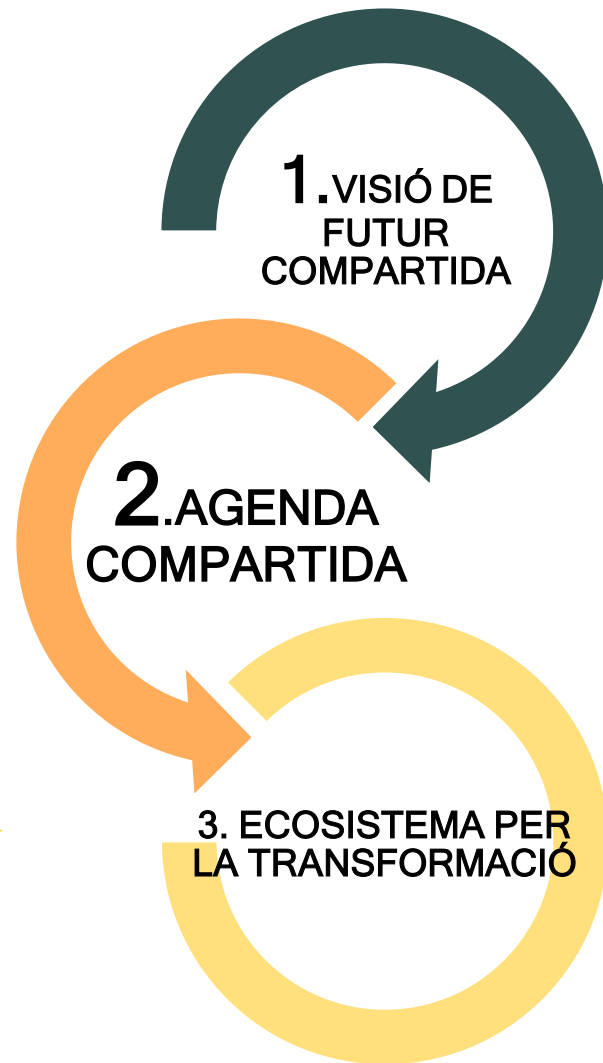 1.VISIÓ DE
FUTUR
COMPARTIDA
2.AGENDA
COMPARTIDA
3. ECOSISTEMA PER
LA TRANSFORMACIÓ